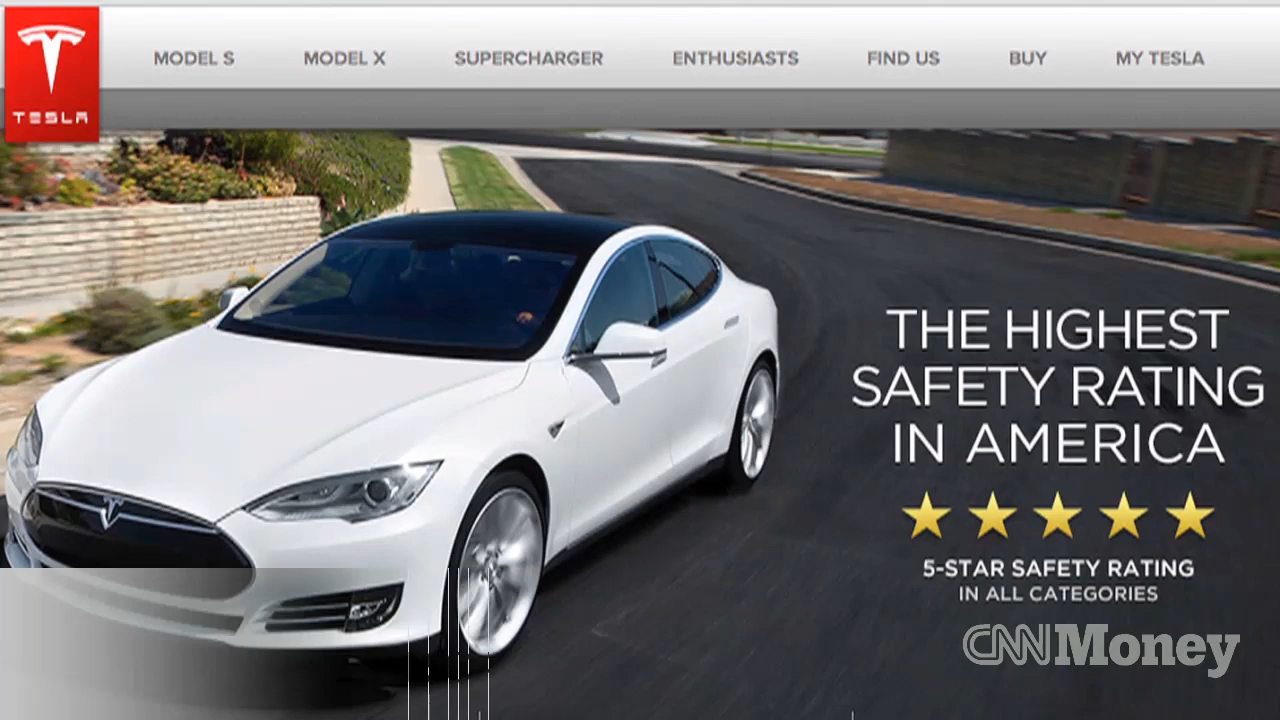 MODEL S
MODEL X
SUPERCHARGER
ENTHUSIASTS
FIND US
BUY
MY TESLA
TESLA
THE HIGHEST
SAFETY RATING
IN AMERICA
5-STAR SAFETY RATING
IN ALL CATEGORIES
CNNMoney